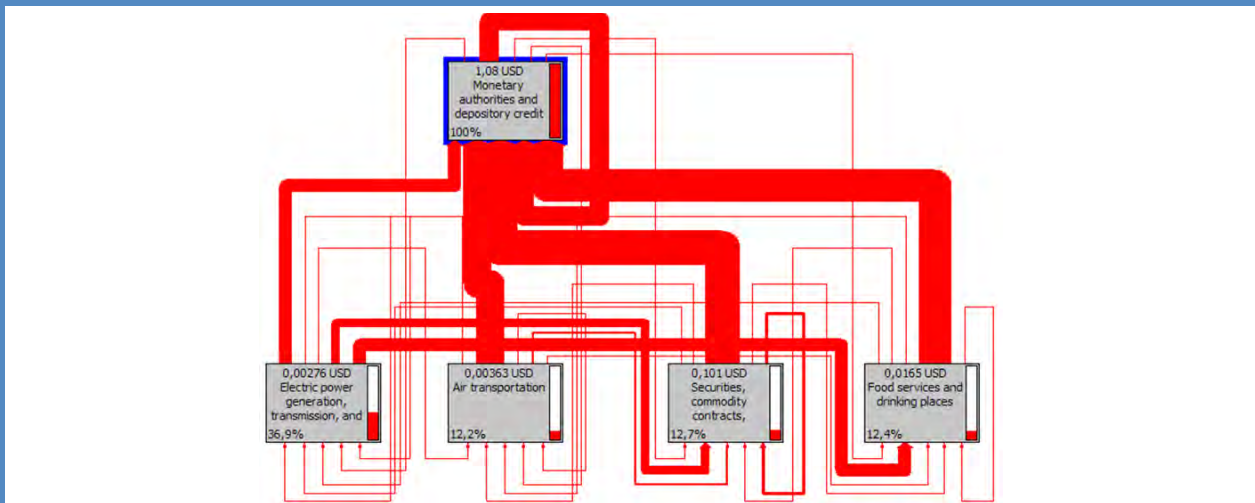 1,08 USD
Monetary
authorities and
depository credit
100%
0,00276 USD
Electric power
generation,
transmission, and
36,9%
0,00363 USD
Air transportation
12,2%
0,101 USD
Securities,
commodity
contracts,
12,7%
0,0165 USD
Food services and
drinking places
12,4%